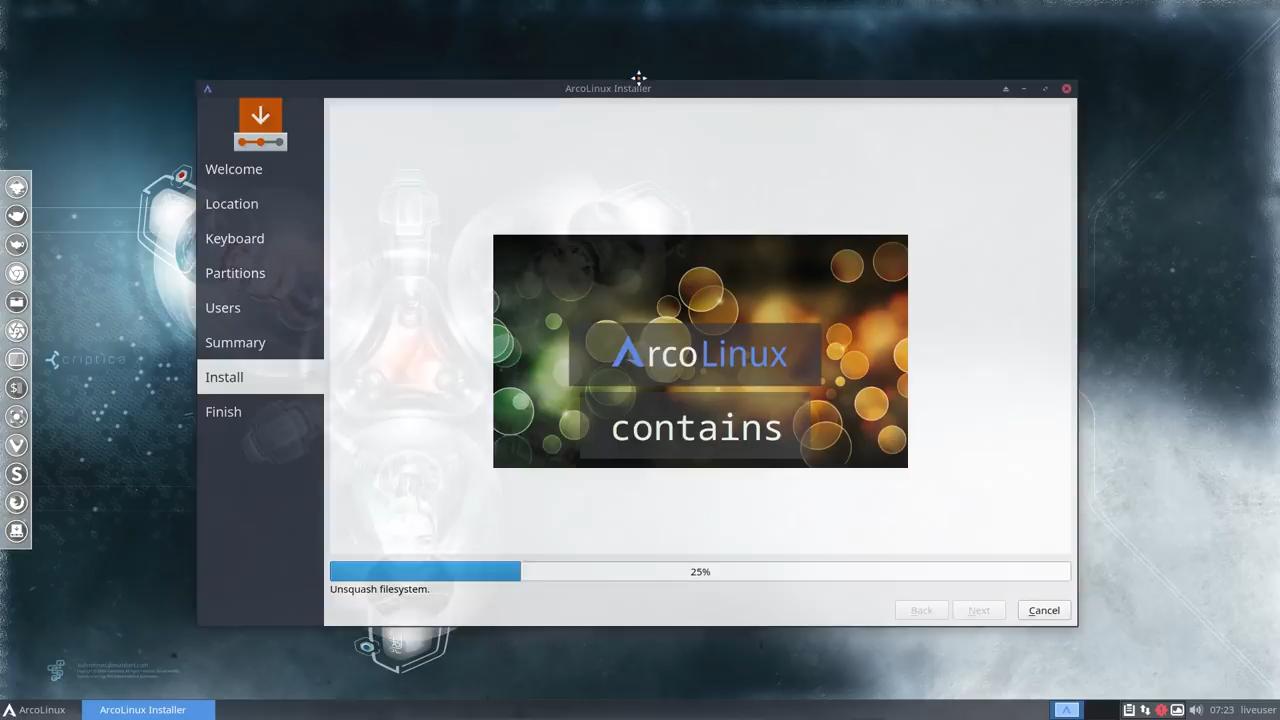 ArcoLinux Installer
Welcome
Location
Keyboard
Partitions
Users
Summary
Install
Finish
criptica
ArcoLinux
contains
25%
Unsquash filesystem.
Back
Next
Cancel
ArcoLinux
ArcoLinux Installer
07:23
liveuser